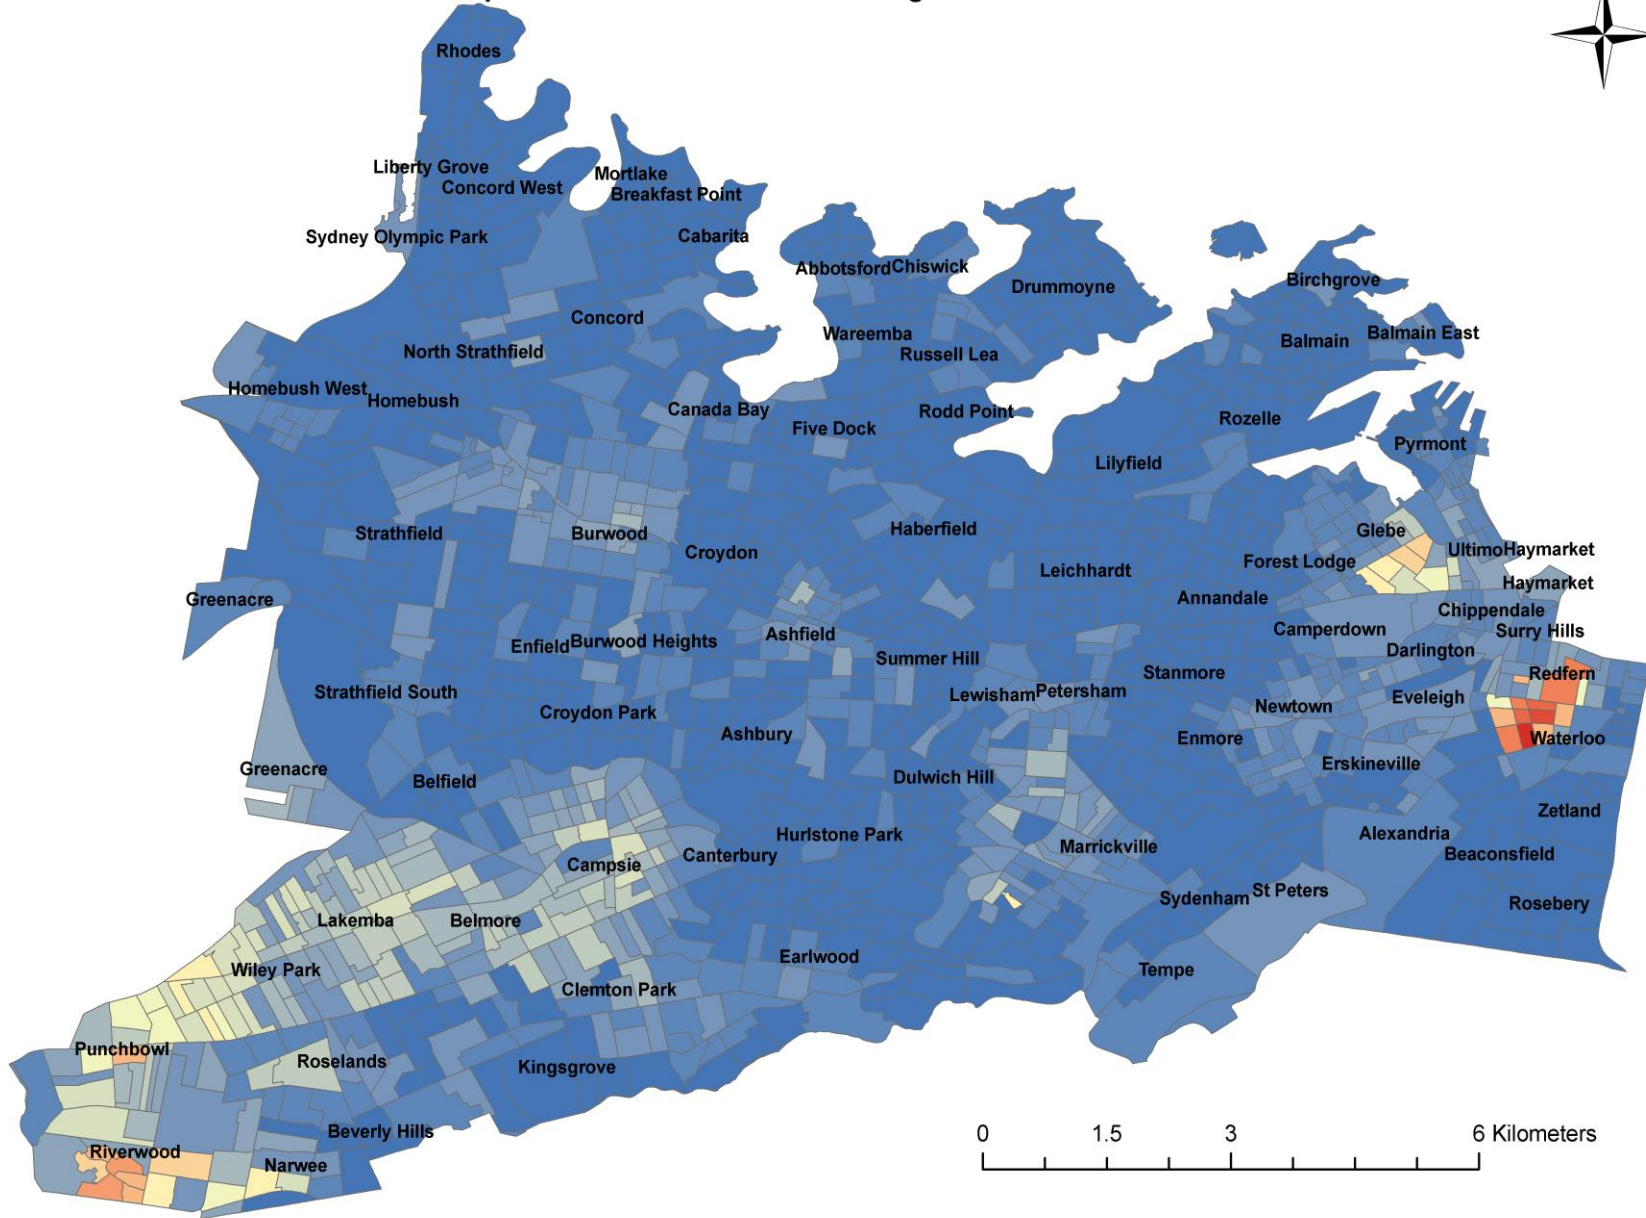 Rhodes
Liberty Grove
Mortlake
Concord West
Breakfast Point
Sydney Olympic Park
Cabarita
Abbotsford
Chiswick
Drummoyne
Birchgrove
Concord
Wareemba
Balmain
Balmain East
North Strathfield
Russell Lea
Homebush West
Homebush
Canada Bay
Rodd Point
Five Dock
Rozelle
Pyrmont
Lilyfield
Strathfield
Burwood
Haberfield
Glebe
Croydon
Ultimo
Haymarket
Forest Lodge
Leichhardt
Haymarket
Greenacre
Annandale
Chippendale
Camperdown
Surry Hills
Enfield
Burwood Heights
Ashfield
Darlington
Summer Hill
Stanmore
Redfern
Strathfield South
Lewisham
Petersham
Eveleigh
Newtown
Croydon Park
Ashbury
Enmore
Waterloo
Greenacre
Belfield
Dulwich Hill
Erskineville
Zetland
Hurlstone Park
Alexandria
Marrickville
Beaconsfield
Campsie
Canterbury
Sydenham
St Peters
Rosebery
Lakemba
Belmore
Wiley Park
Earlwood
Tempe
Clemton Park
Punchbowl
Roselands
Kingsgrove
Beverly Hills
Riverwood
Narwee
0 1.5 3 6 Kilometers